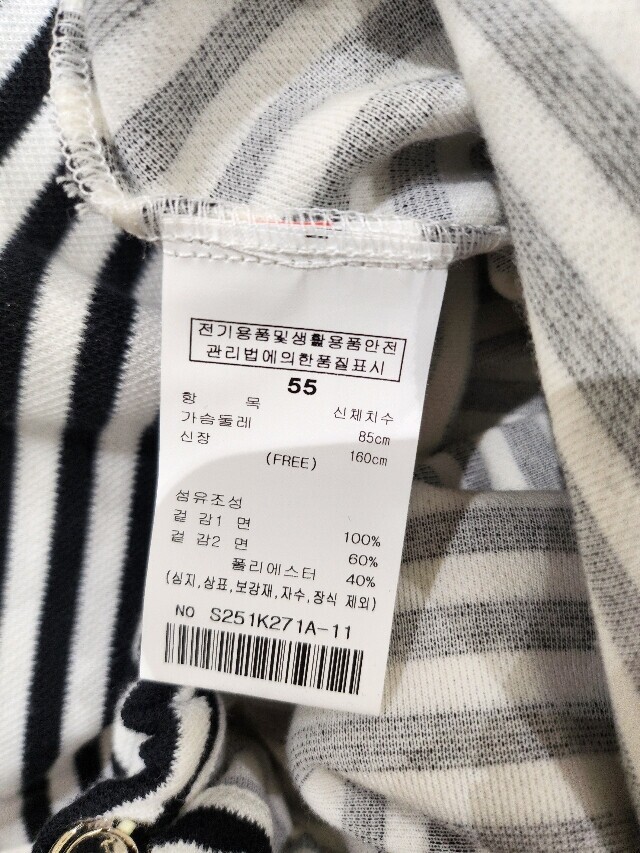 전기용품및생활용품안전
관리법에의한품질표시
55
항 목 신체치수
가슴둘레 85cm
신장 160cm
(FREE)
섬유조성
겉 감1 면 100%
겉 감2 면 60%
폴리에스터 40%
(심지,상표,보강재,자수,장식 제외)
NO S251K271A-11